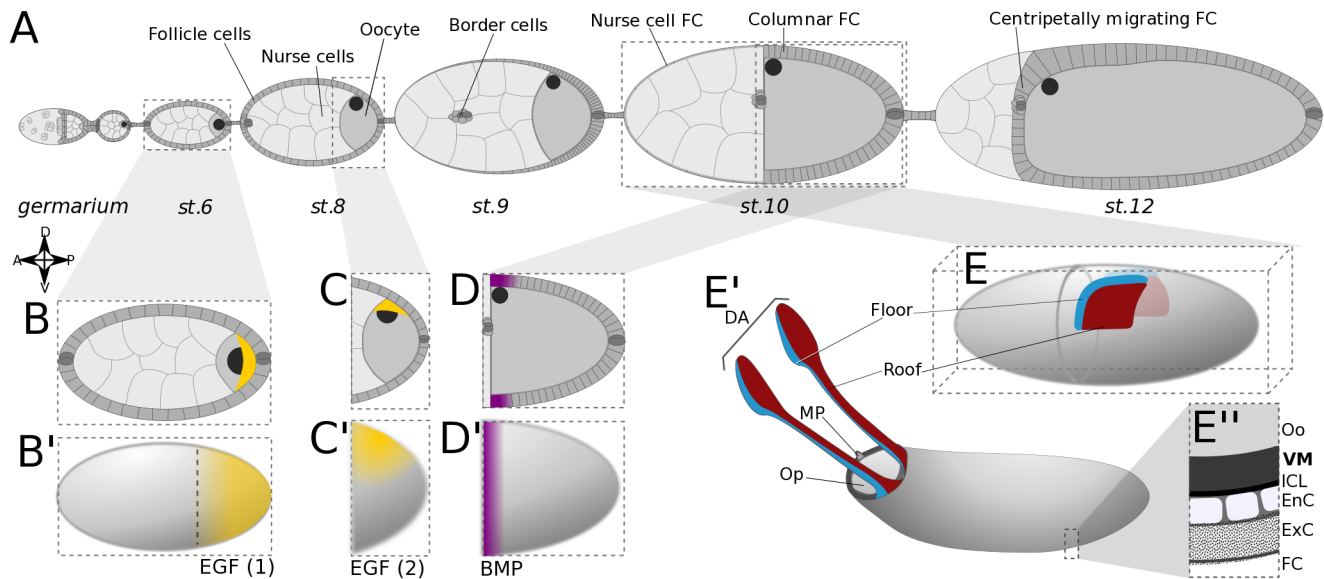 A
Follicle cells
Nurse cells
Oocyte
Border cells
Nurse cell FC
Columnar FC
Centripetally migrating FC
germarium
st.6
st.8
st.9
st.10
st.12
D
A
P
V
B
C
D
E'
E
DA
Floor
Roof
MP
Op
B'
C'
D'
E''
Oo
VM
ICL
EnC
ExC
FC
EGF (1)
EGF (2)
BMP